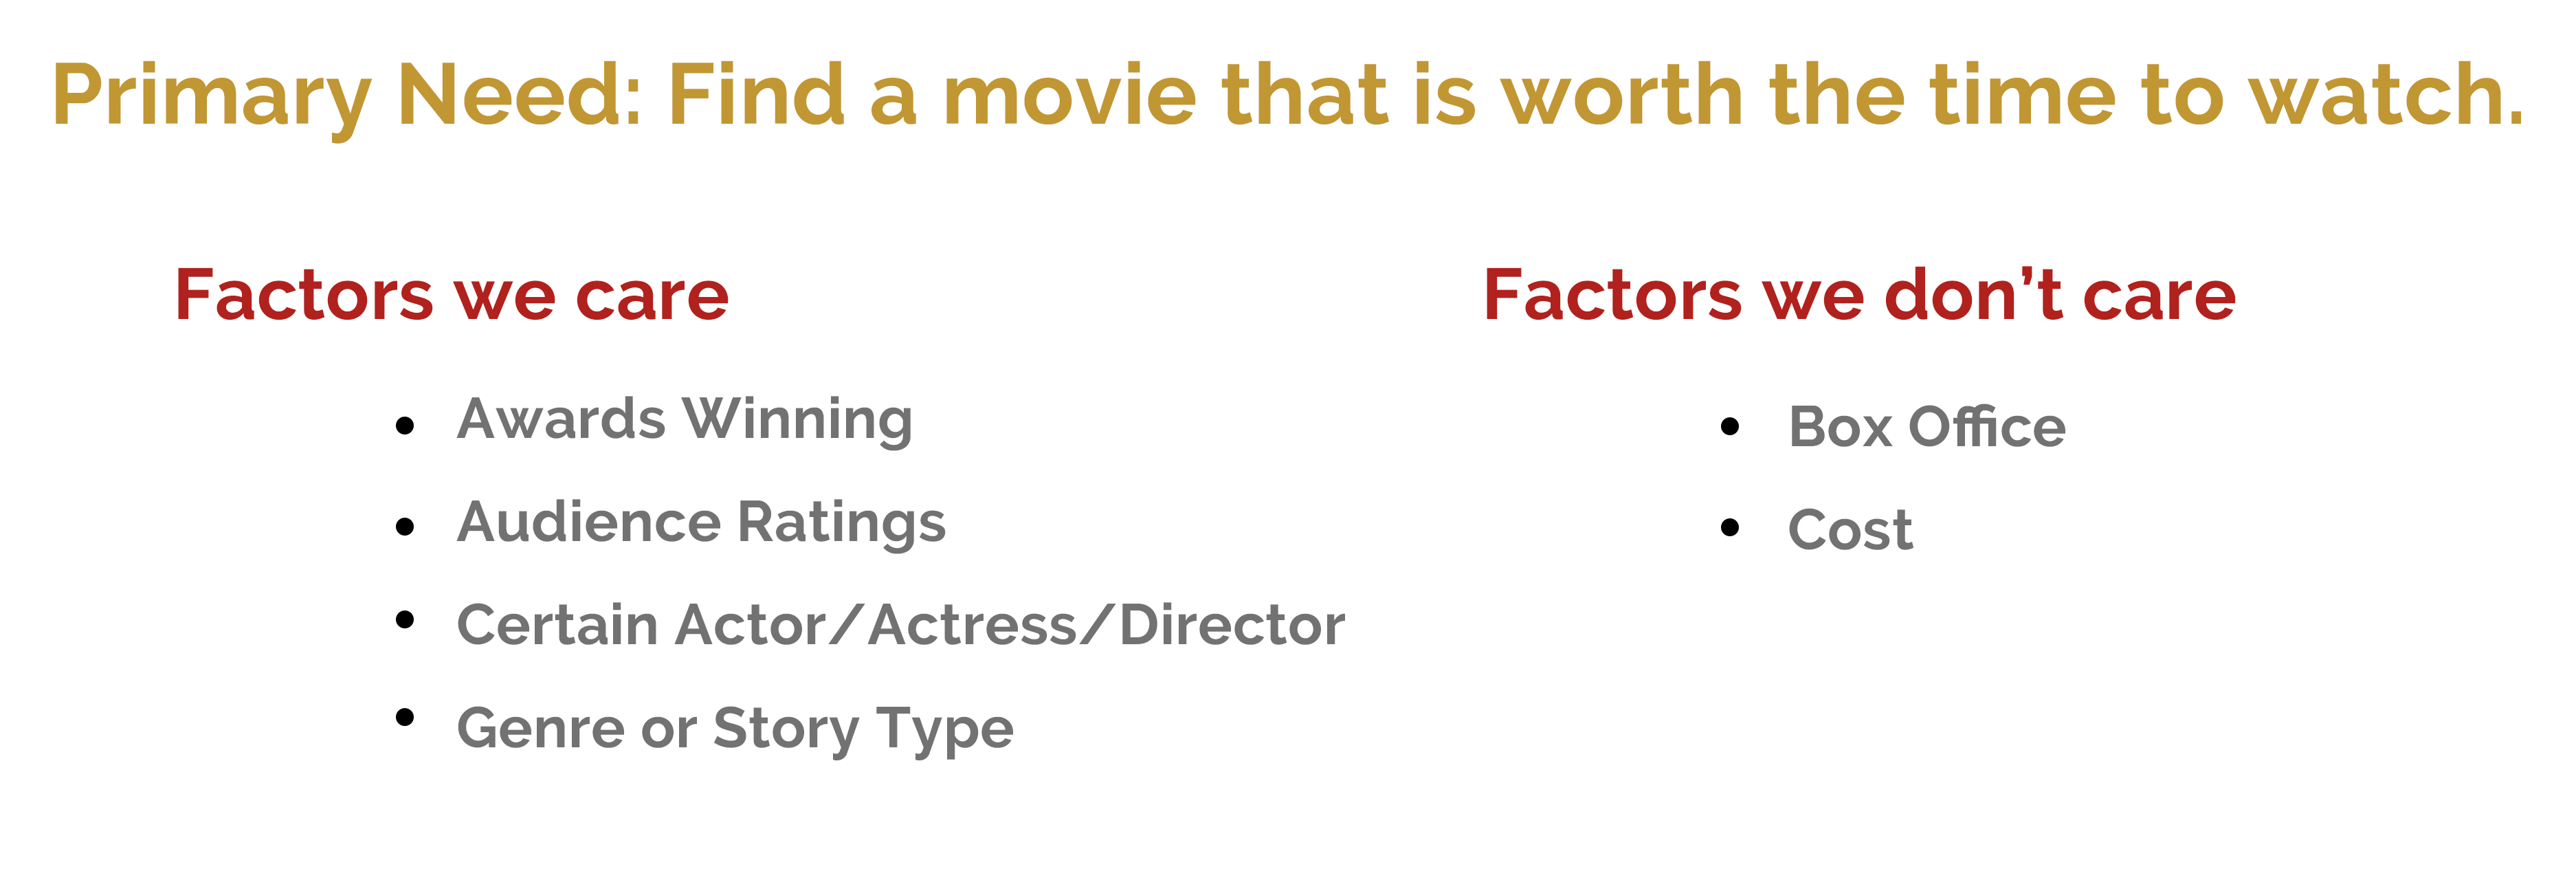 Primary Need: Find a movie that is worth the time to watch.
Factors we care
• Awards Winning
• Audience Ratings
• Certain Actor/Actress/Director
• Genre or Story Type
Factors we don’t care
• Box Office
• Cost